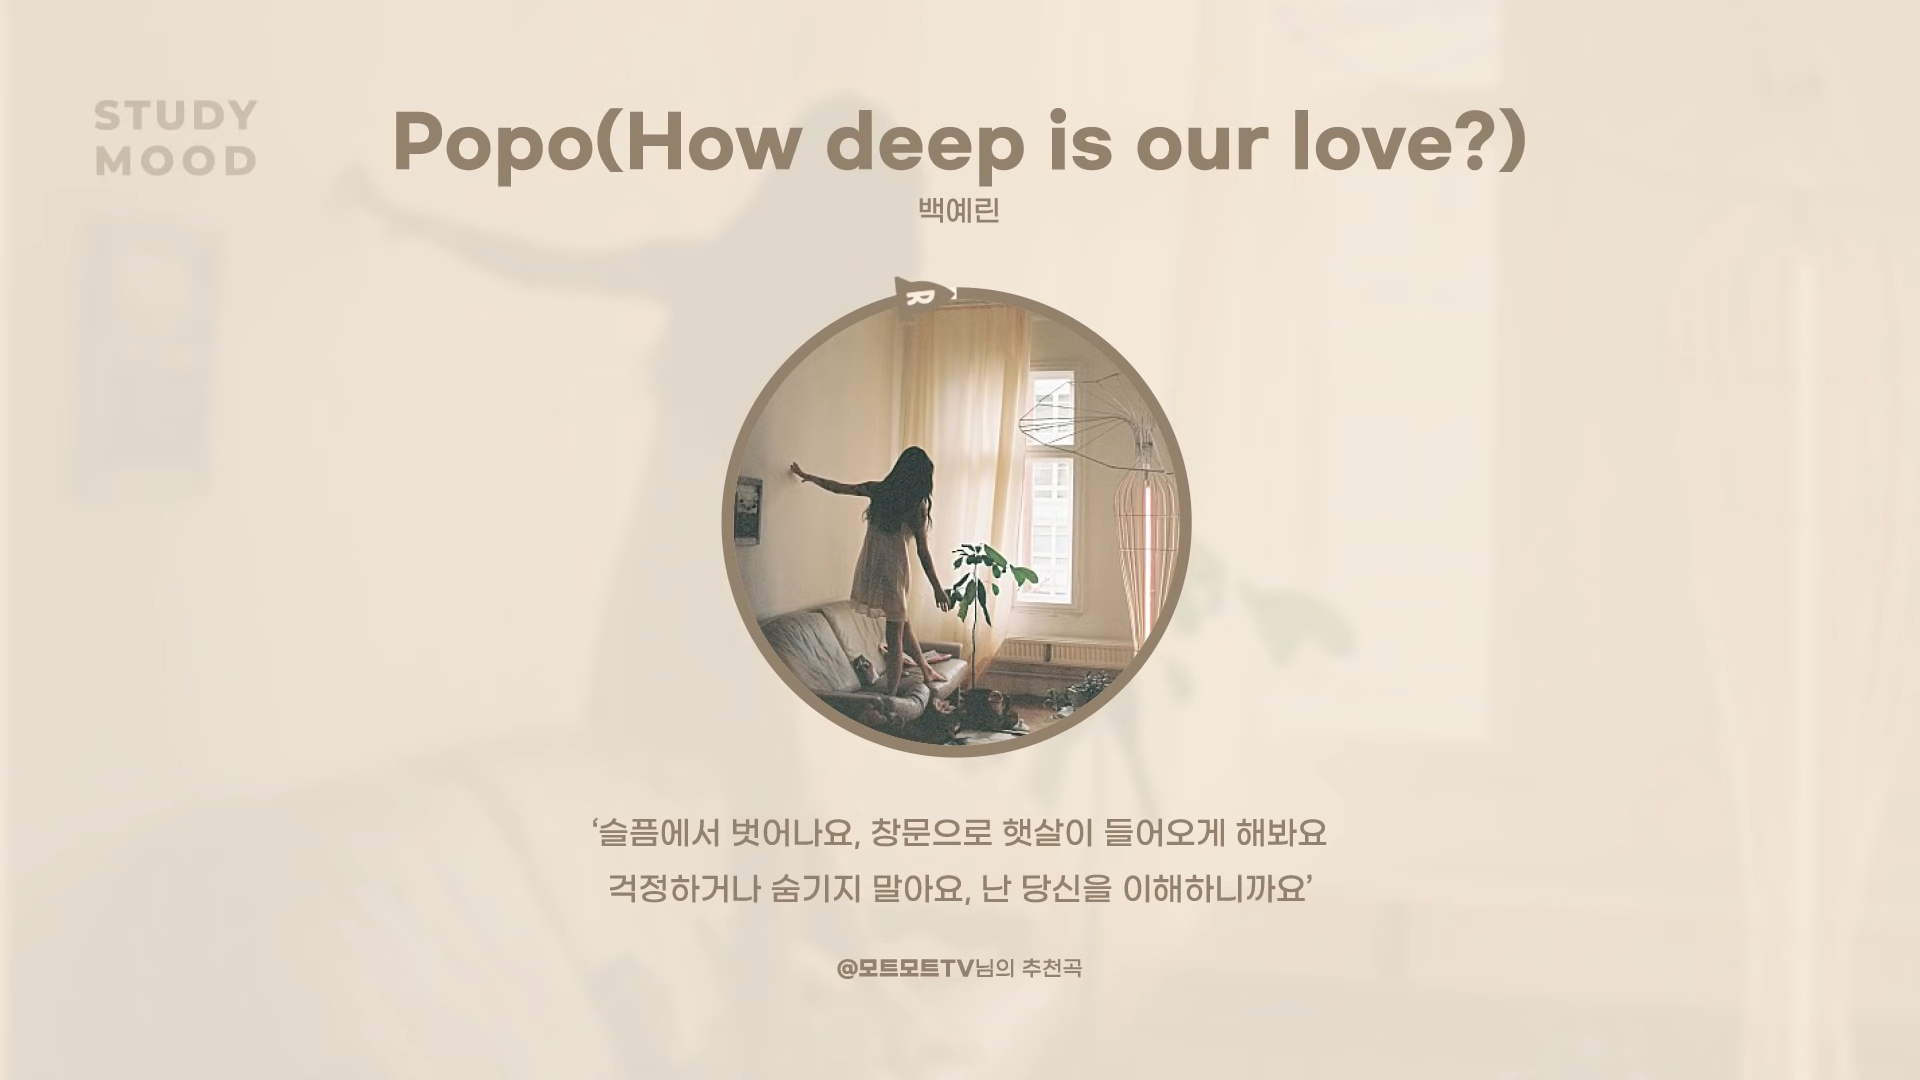 STUDY
MOOD
Popo(How deep is our love?)
백예린
R
‘슬픔에서 벗어나요, 창문으로 햇살이 들어오게 해봐요
걱정하거나 숨기지 말아요, 난 당신을 이해하니까요’
@모트모트TV님의 추천곡